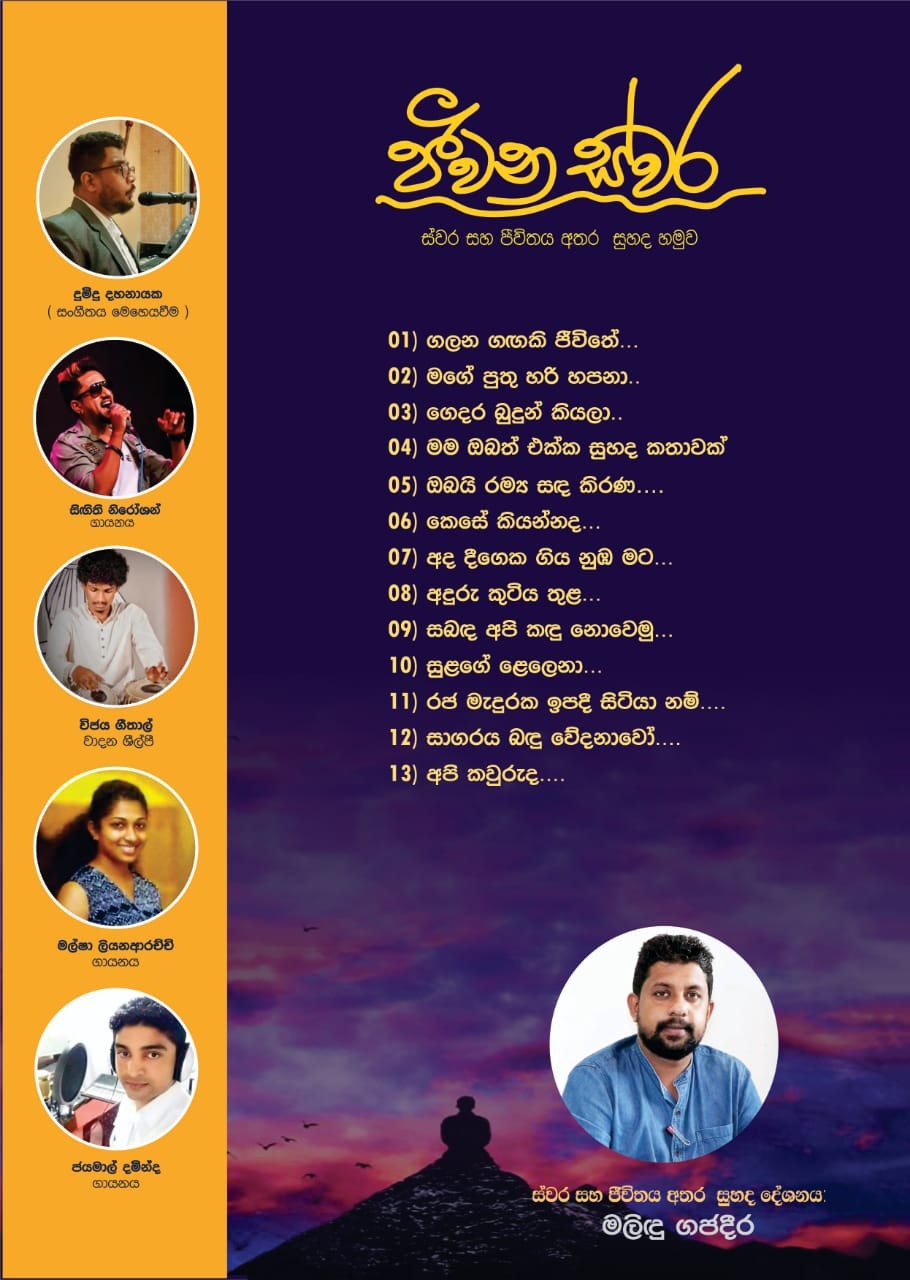 ජීවන ස්වර
ස්වර සහ ජීවිතය අතර සුහද හමුව
01) ගලන ගඟකි ජීවිතේ...
02) මගේ පුතු හරි හපනා..
03) ගෙදර බුදුන් කියලා..
04) මම ඔබත් එක්ක සුහද කතාවක්
05) ඔබයි රම්‍ය සඳ කිරණ....
06) කෙසේ කියන්නද...
07) අද දීගෙක ගිය නුඹ මට...
08) අදුරු කුටිය තුළ...
09) සබඳ අපි කඳු නොවෙමු...
10) සුළඟේ ළෙලෙනා...
11) රජ මැදුරක ඉපදී සිටියා නම්....
12) සාගරය බඳු වේදනාවෝ....
13) අපි කවුරුද....
දුමිදු දහනායක
( සංගීතය මෙහෙයවීම )
සිඟිති නිරෝශන්
ගායනය
විජය ගීතාල්
වාදන ශීල්පී
මල්ෂා ලියනආරච්චි
ගායනය
ජයමාල් දමින්ද
ගායනය
ස්වර සහ ජීවිතය අතර සුහද දේශනය:
මලිඳු ගජදීර